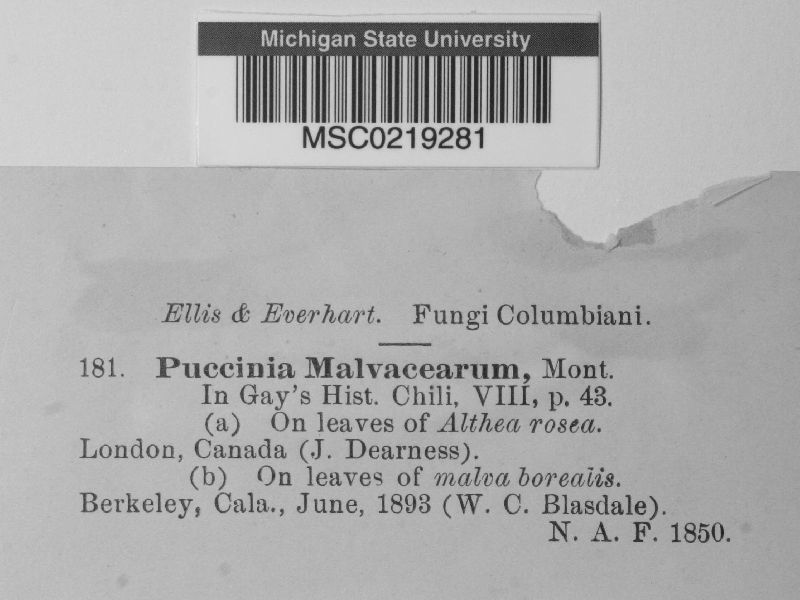 Michigan State University
MSC0219281
Ellis & Everhart. Fungi Columbiani.
181. Puccinia Malvacearum, Mont.
In Gay's Hist. Chili, VIII, p. 43.
(a) On leaves of Althea rosea.
London, Canada (J. Dearness).
(b) On leaves of malva borealis.
Berkeley, Cala., June, 1893 (W. C. Blasdale).
N. A. F. 1850.